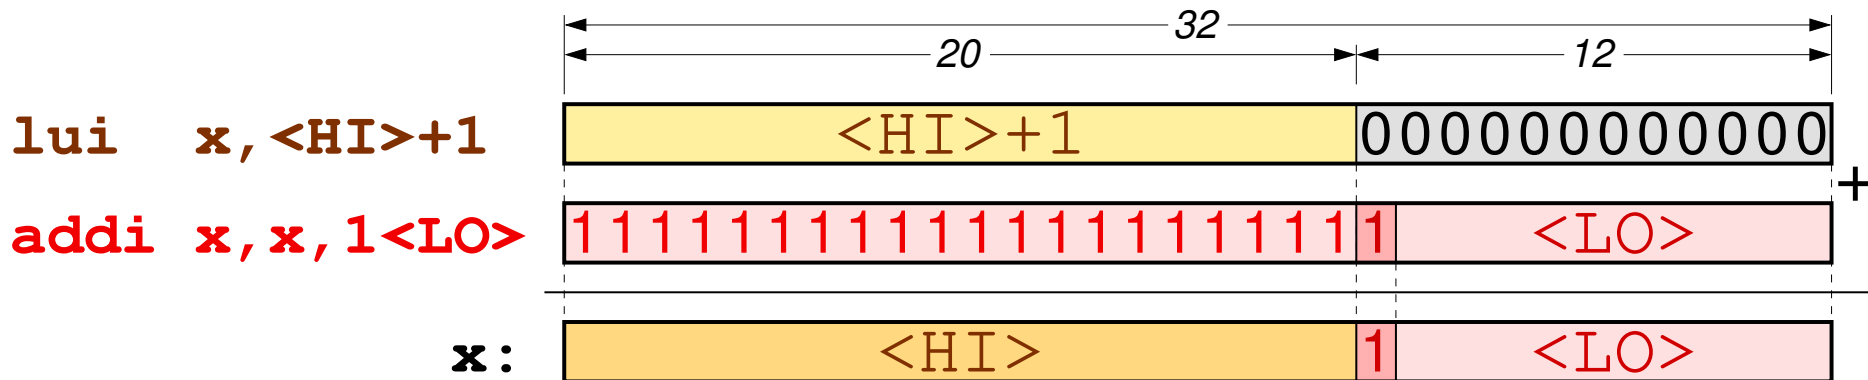 32
20 12
lui x,<HI>+1 <HI>+1 000000000000
+
addi x,x,1<LO> 11111111111111111111 1 <LO>
x: <HI> 1 <LO>